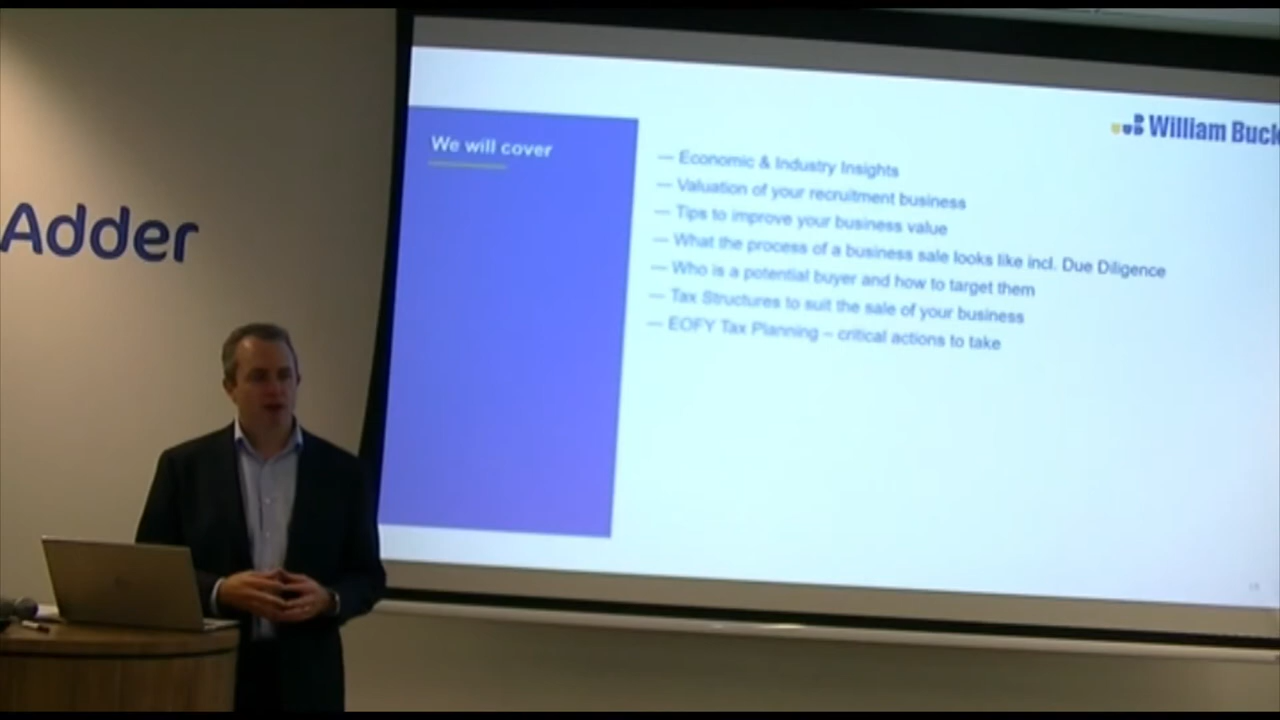 Adder
William Buck
We will cover
— Economic & Industry Insights
— Valuation of your recruitment business
— Tips to improve your business value
— What the process of a business sale looks like incl. Due Diligence
— Who is a potential buyer and how to target them
— Tax Structures to suit the sale of your business
— EOFY Tax Planning – critical actions to take